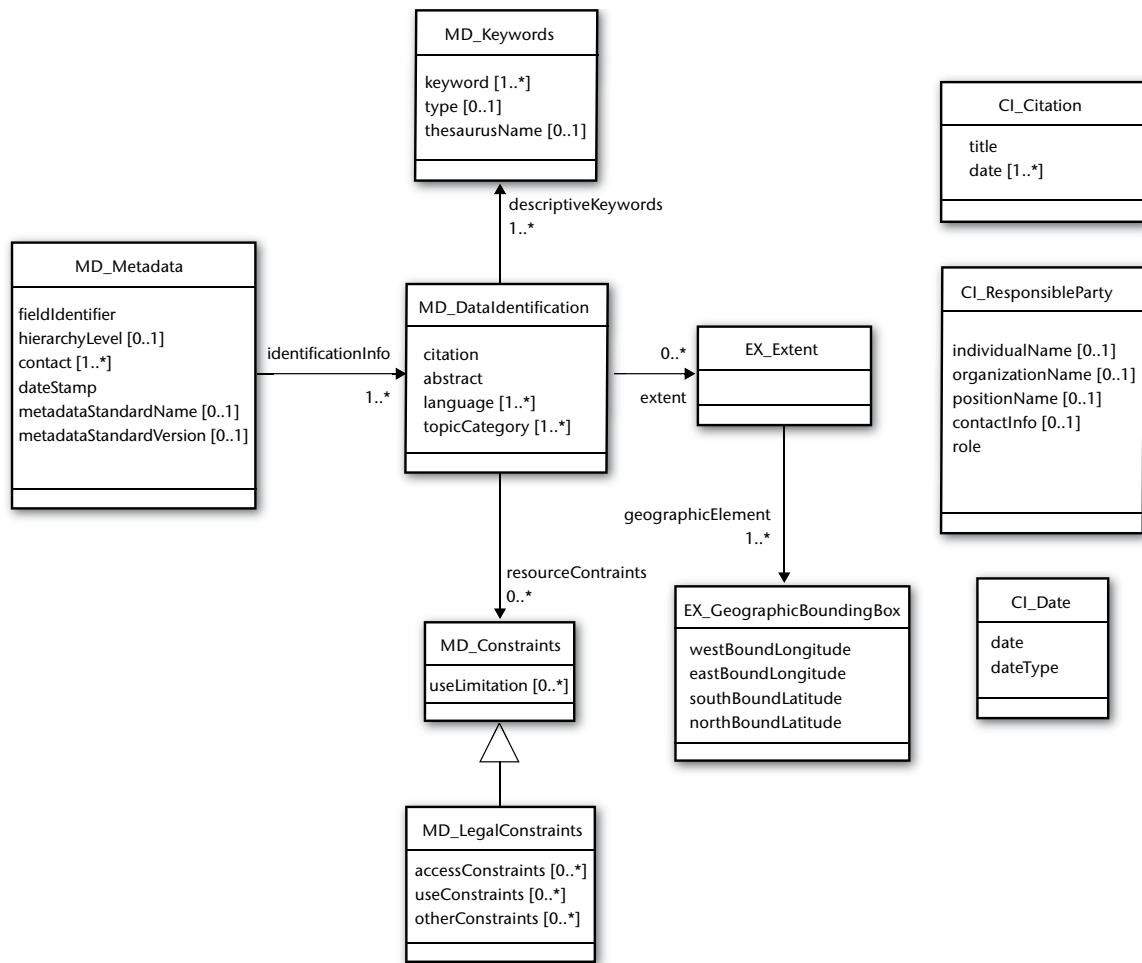 MD_Keywords
keyword [1..*]
type [0..1]
thesaurusName [0..1]
descriptiveKeywords
1..*
MD_Metadata
fieldIdentifier
hierarchyLevel [0..1]
contact [1..*]
dateStamp
metadataStandardName [0..1]
metadataStandardVersion [0..1]
identificationInfo
1..*
MD_DataIdentification
citation
abstract
language [1..*]
topicCategory [1..*]
0..*
extent
EX_Extent
geographicElement
1..*
resourceContraints
0..*
MD_Constraints
useLimitation [0..*]
EX_GeographicBoundingBox
westBoundLongitude
eastBoundLongitude
southBoundLatitude
northBoundLatitude
MD_LegalConstraints
accessConstraints [0..*]
useConstraints [0..*]
otherConstraints [0..*]
CI_Citation
title
date [1..*]
CI_ResponsibleParty
individualName [0..1]
organizationName [0..1]
positionName [0..1]
contactInfo [0..1]
role
CI_Date
date
dateType